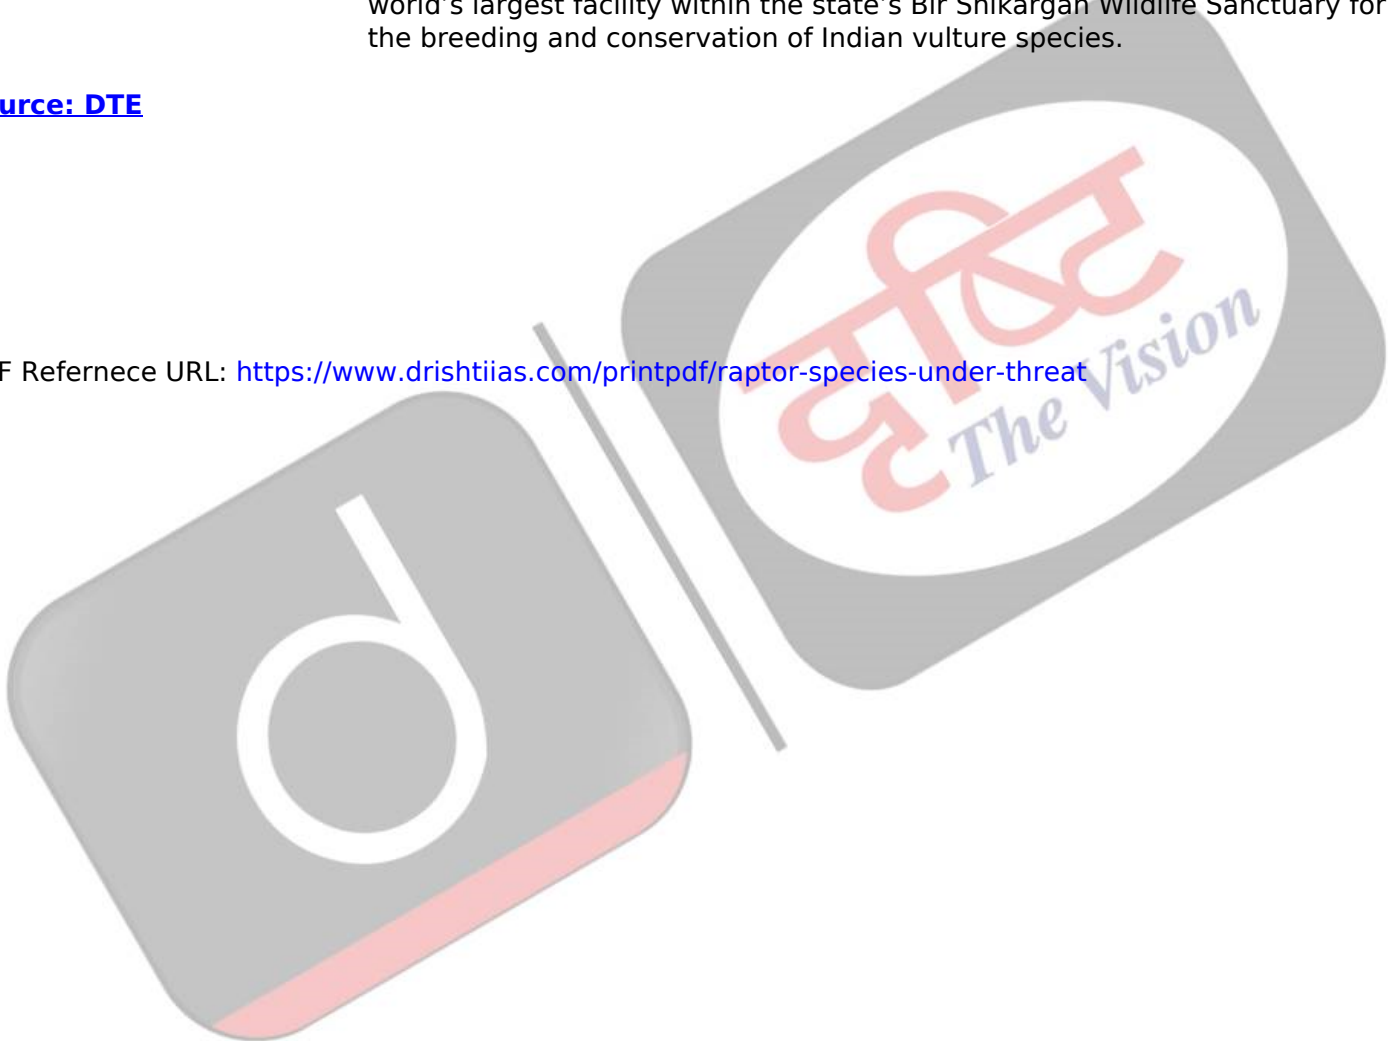 world's largest facility within the state's Bir Shikargah Wildlife Sanctuary for
the breeding and conservation of Indian vulture species.
urce: DTE
F Refernece URL: https://www.drishtiias.com/printpdf/raptor-species-under-threat
दृष्टि
The Vision
d